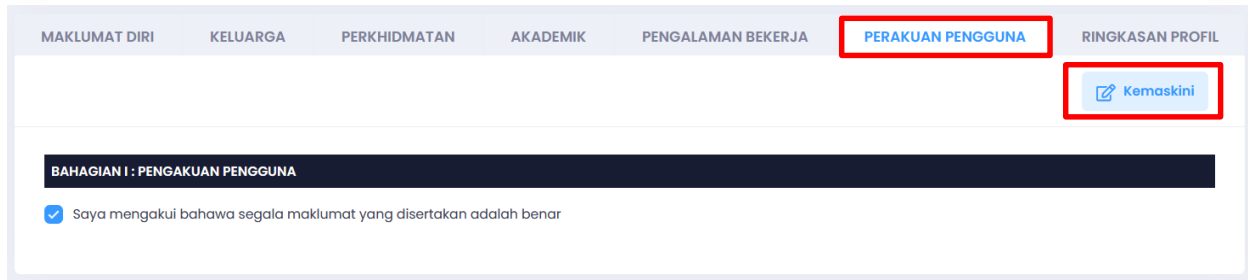 MAKLUMAT DIRI KELUARGA PERKHIDMATAN AKADEMIK PENGALAMAN BEKERJA PERAKUAN PENGGUNA RINGKASAN PROFIL
Kemaskini
BAHAGIAN I : PENGAKUAN PENGGUNA
Saya mengakui bahawa segala maklumat yang disertakan adalah benar